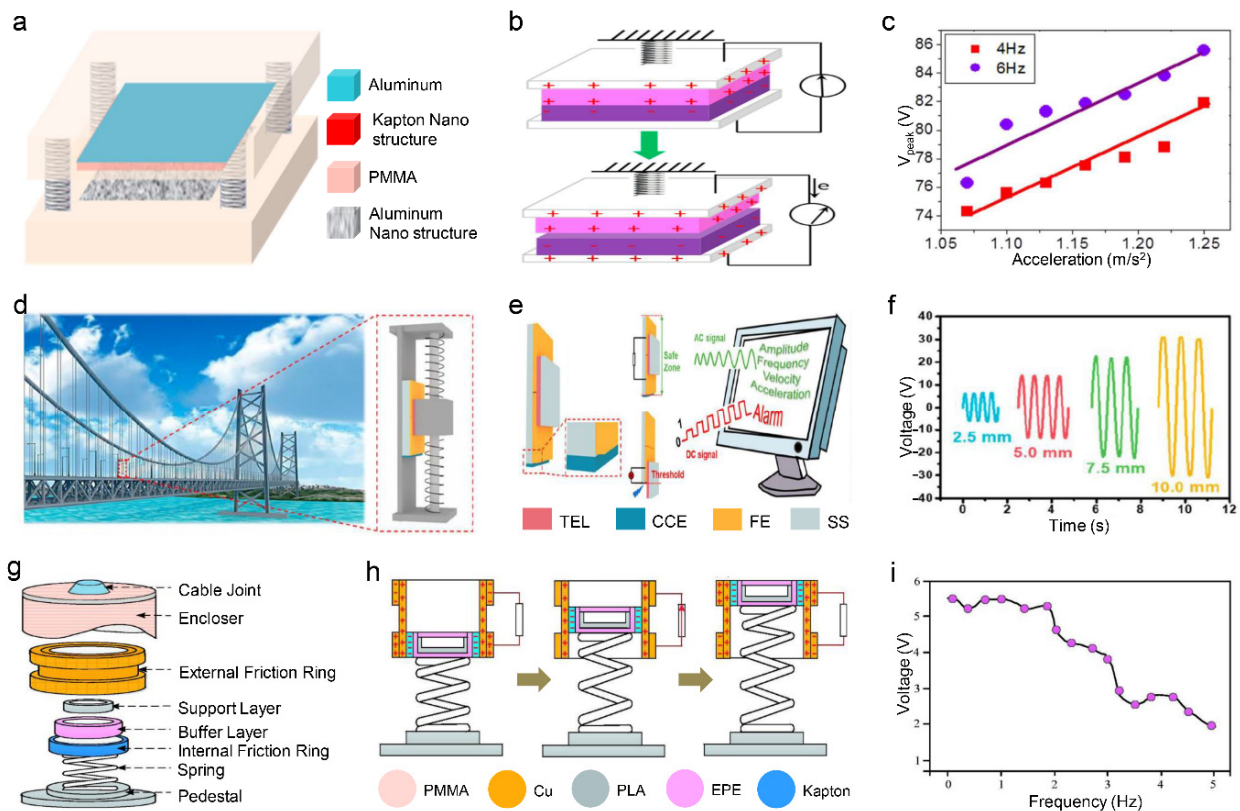 a
Aluminum
Kapton Nano
structure
PMMA
Aluminum
Nano structure
b
e
c
4Hz
6Hz
86
84
82
80
78
76
74
V peak (V)
1.05
1.10
1.15
1.20
1.25
Acceleration (m/s²)
d
e
Safe
Zone
Threshold
AC signal
Amplitude
Frequency
Velocity
Acceleration
1
0
Alarm
DC signal
TEL
CCE
FE
SS
f
40
30
20
10
0
-10
-20
-30
-40
Voltage (V)
2.5 mm
5.0 mm
7.5 mm
10.0 mm
0
2
4
6
8
10
12
Time (s)
g
Cable Joint
Encloser
External Friction Ring
Support Layer
Buffer Layer
Internal Friction Ring
Spring
Pedestal
h
PMMA
Cu
PLA
EPE
Kapton
i
6
5
5
2
1
Voltage (V)
0
1
2
3
4
5
Frequency (Hz)